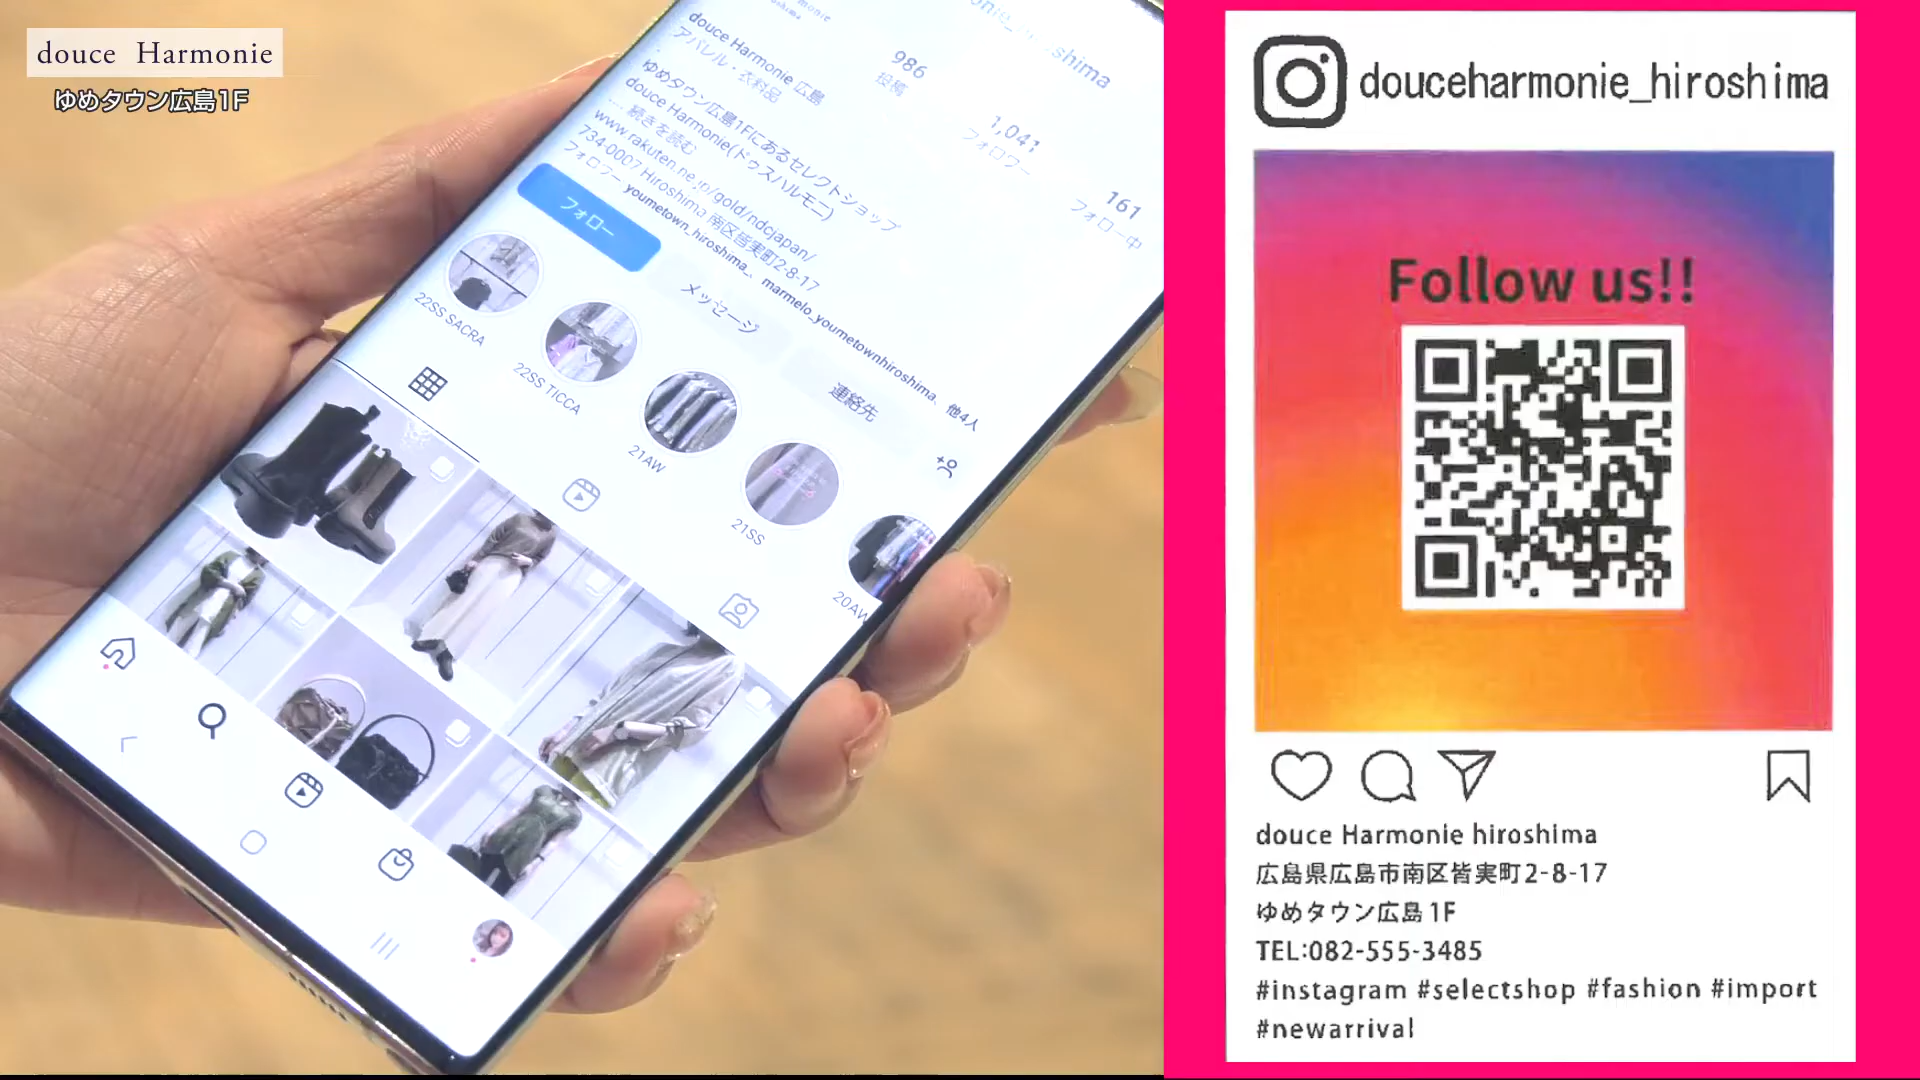 douce Harmonie
ゆめタウン広島1F
986
投稿
1,041
フォロワー
161
フォロー中
douce Harmonie 広島
アパレル・衣料品
ゆめタウン広島1Fにあるセレクトショップ
douce Harmonie(ドゥスハルモニ)
.... 続きを読む
www.rakuten.ne.jp/gold/ndcjapan/
734-0007 Hiroshima 南区皆実町2-8-17
フォロワー youmetown_hiroshima_、marmelo_youmetownhiroshima、他4人
フォロー
メッセージ
連絡先
22SS SACRA
22SS TICCA
21AW
21SS
20AW
douceharmonie_hiroshima
Follow us!!
douce Harmonie hiroshima
広島県広島市南区皆実町2-8-17
ゆめタウン広島1F
TEL:082-555-3485
#instagram #selectshop #fashion #import
#newarrival